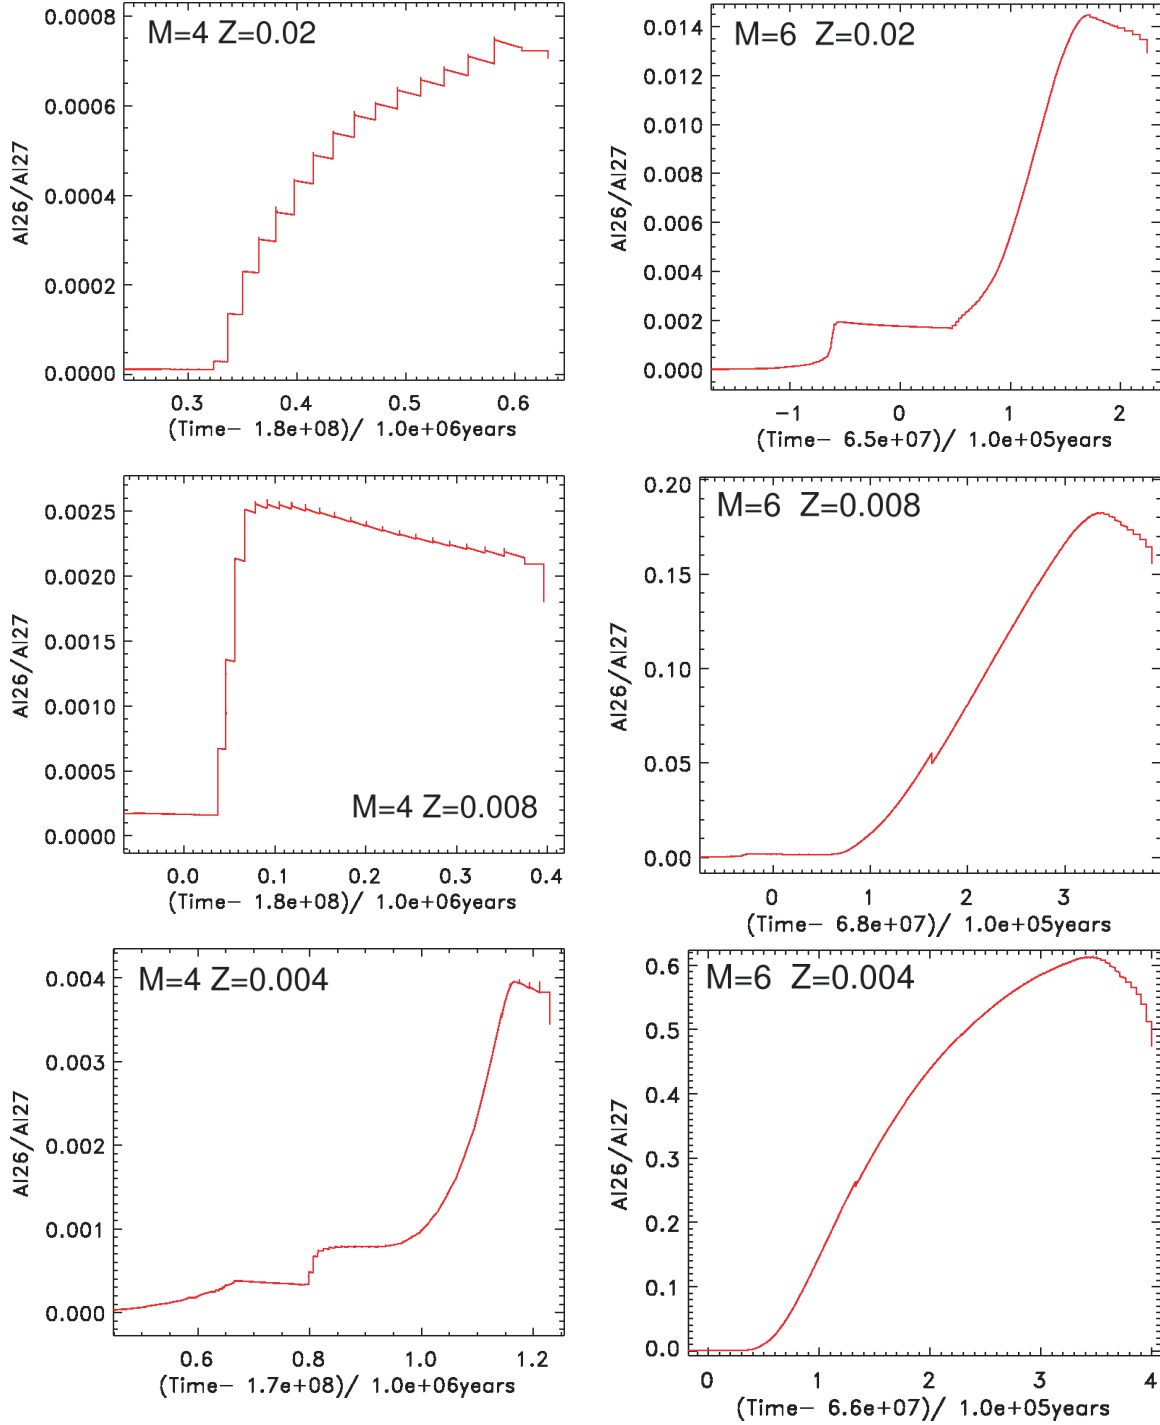 M=4 Z=0.02
Al26/Al27
0.0008
0.0006
0.0004
0.0002
0.0000
0.3 0.4 0.5 0.6
(Time- 1.8e+08)/ 1.0e+06years
M=6 Z=0.02
Al26/Al27
0.014
0.012
0.010
0.008
0.006
0.004
0.002
0.000
-1 0 1 2
(Time- 6.5e+07)/ 1.0e+05years
M=4 Z=0.008
Al26/Al27
0.0025
0.0020
0.0015
0.0010
0.0005
0.0000
0.0 0.1 0.2 0.3 0.4
(Time- 1.8e+08)/ 1.0e+06years
M=6 Z=0.008
Al26/Al27
0.20
0.15
0.10
0.05
0.00
0 1 2 3
(Time- 6.8e+07)/ 1.0e+05years
M=4 Z=0.004
Al26/Al27
0.004
0.003
0.002
0.001
0.000
0.6 0.8 1.0 1.2
(Time- 1.7e+08)/ 1.0e+06years
M=6 Z=0.004
Al26/Al27
0.6
0.5
0.4
0.3
0.2
0.1
0.0
0 1 2 3 4
(Time- 6.6e+07)/ 1.0e+05years